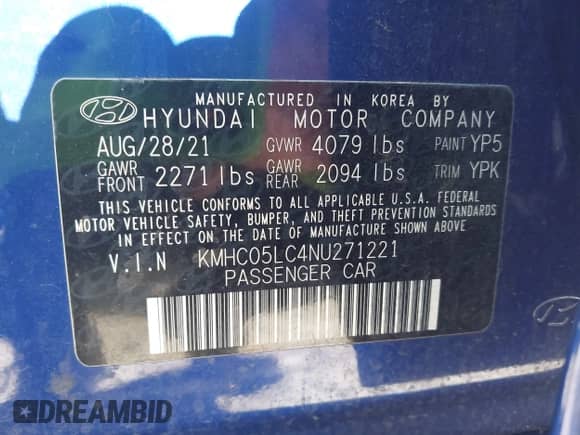 MANUFACTURED IN KOREA BY
HYUNDAI MOTOR COMPANY
AUG/28/21 GVWR 4079 lbs PAINT YP5
GAWR FRONT 2271 lbs GAWR REAR 2094 lbs TRIM YPK
THIS VEHICLE CONFORMS TO ALL APPLICABLE U.S.A. FEDERAL
MOTOR VEHICLE SAFETY, BUMPER, AND THEFT PREVENTION STANDARDS
IN EFFECT ON THE DATE OF MANUFACTURE SHOWN ABOVE
V.I.N KMHC05LC4NU271221
PASSENGER CAR
DREAMBID